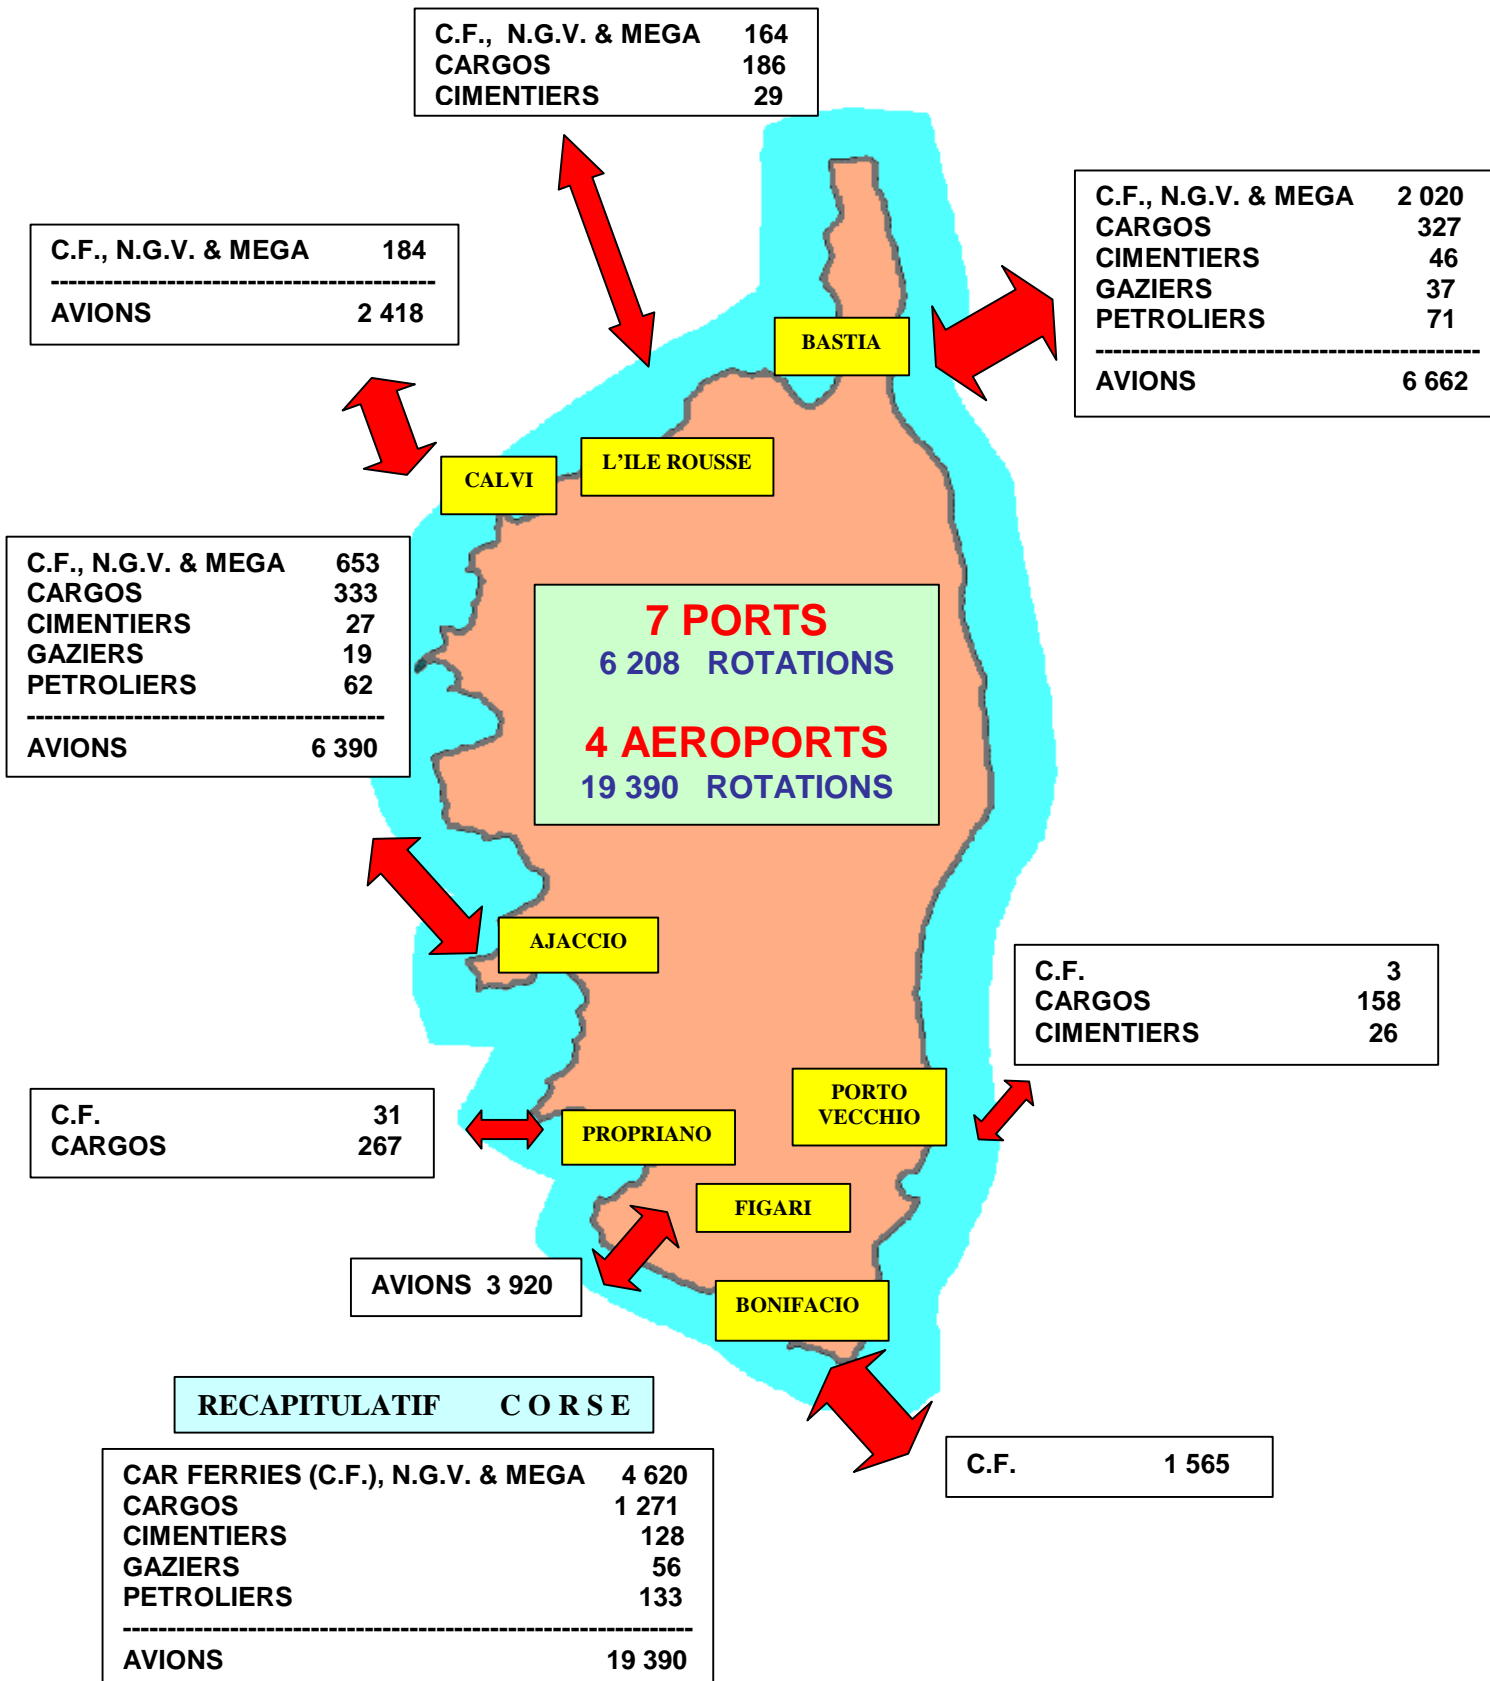 C.F., N.G.V. & MEGA 164
CARGOS 186
CIMENTIERS 29
C.F., N.G.V. & MEGA 2 020
CARGOS 327
CIMENTIERS 46
GAZIERS 37
PETROLIERS 71
-------------------------------------------
AVIONS 6 662
C.F., N.G.V. & MEGA 184
-------------------------------------------
AVIONS 2 418
BASTIA
L'ILE ROUSSE
CALVI
C.F., N.G.V. & MEGA 653
CARGOS 333
CIMENTIERS 27
GAZIERS 19
PETROLIERS 62
----------------------------------------
AVIONS 6 390
7 PORTS
6 208 ROTATIONS
4 AEROPORTS
19 390 ROTATIONS
AJACCIO
C.F. 3
CARGOS 158
CIMENTIERS 26
PORTO
VECCHIO
C.F. 31
CARGOS 267
PROPRIANO
FIGARI
AVIONS 3 920
BONIFACIO
RECAPITULATIF C O R S E
C.F. 1 565
CAR FERRIES (C.F.), N.G.V. & MEGA 4 620
CARGOS 1 271
CIMENTIERS 128
GAZIERS 56
PETROLIERS 133
----------------------------------------------------------------
AVIONS 19 390